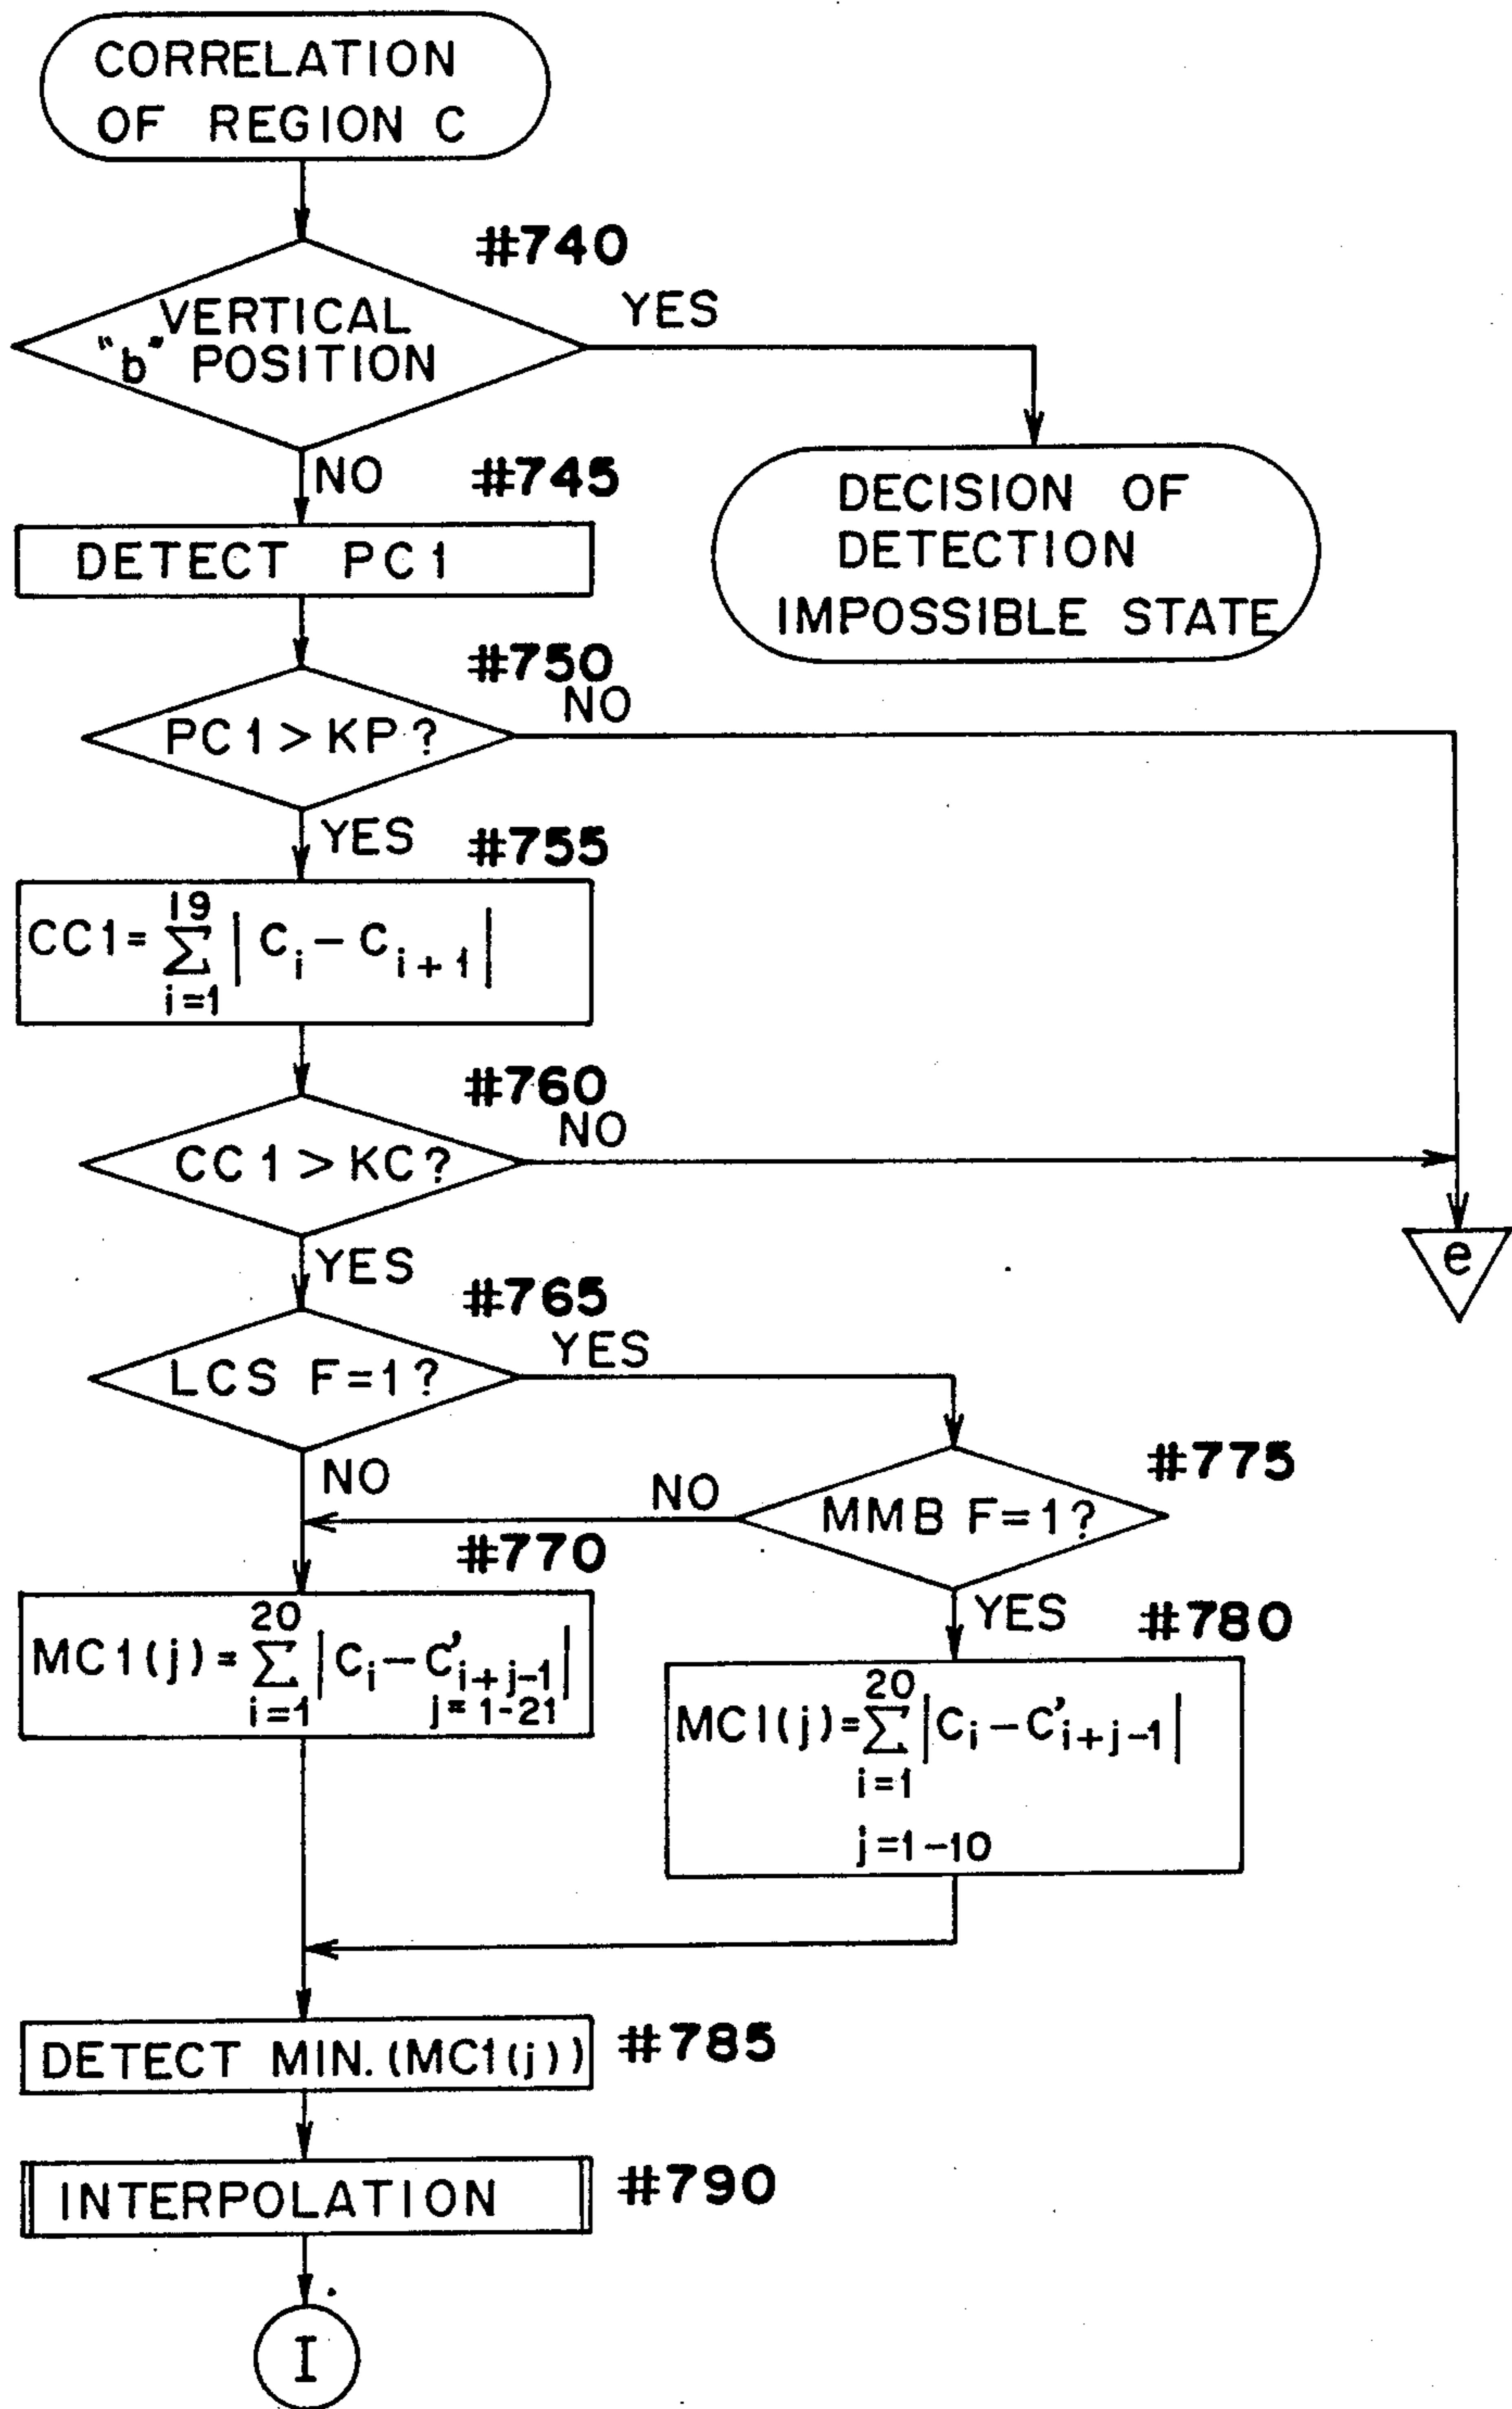 CORRELATION
OF REGION C
#740
VERTICAL
"b" POSITION
YES
NO
#745
DECISION OF
DETECTION
IMPOSSIBLE STATE
DETECT PC1
#750
NO
PC1>KP?
YES
#755
19
CC1=∑|Ci-Ci+1|
i=1
#760
NO
CC1>KC?
YES
e
#765
YES
LCS F=1?
NO
#775
NO
MMB F=1?
#770
YES
#780
20
MC1(j)=∑|Ci-C'i+j-1|
i=1 j=1-21
20
MC1(j)=∑|Ci-C'i+j-1|
i=1
j=1-10
DETECT MIN.(MC1(j))
#785
INTERPOLATION
#790
I